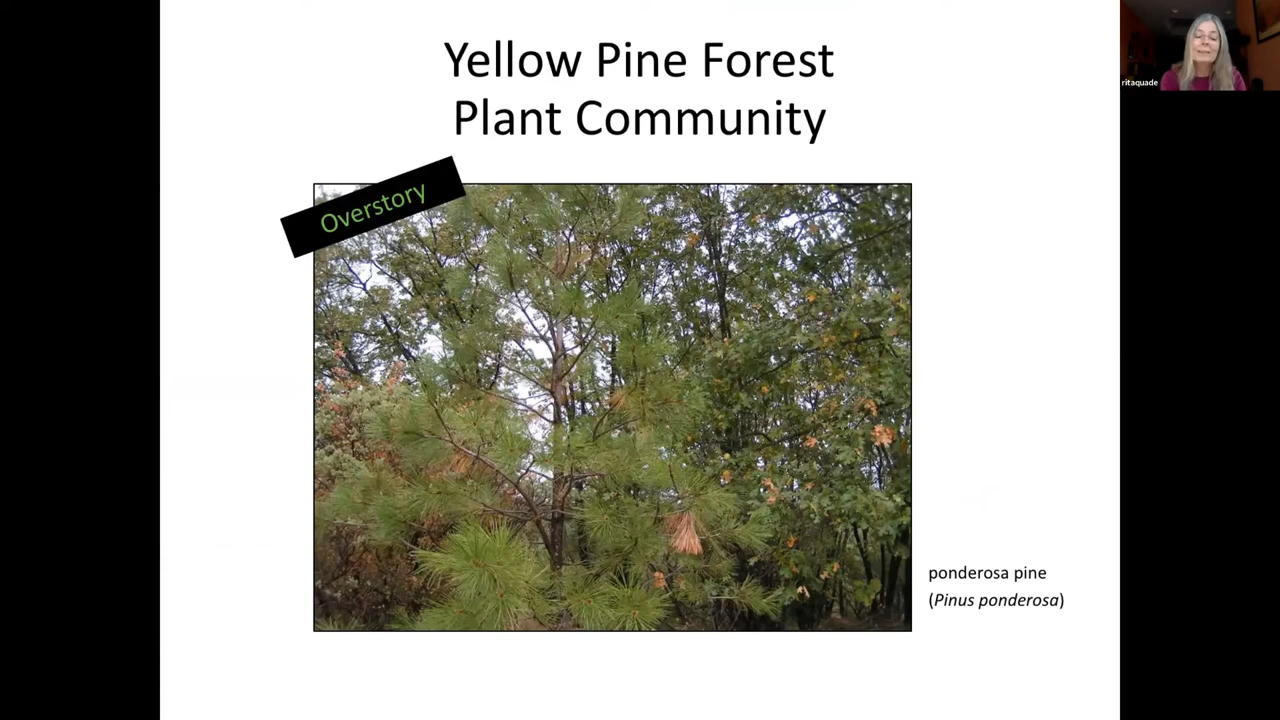 Yellow Pine Forest
Plant Community
Overstory
ponderosa pine
(Pinus ponderosa)
ritaquade